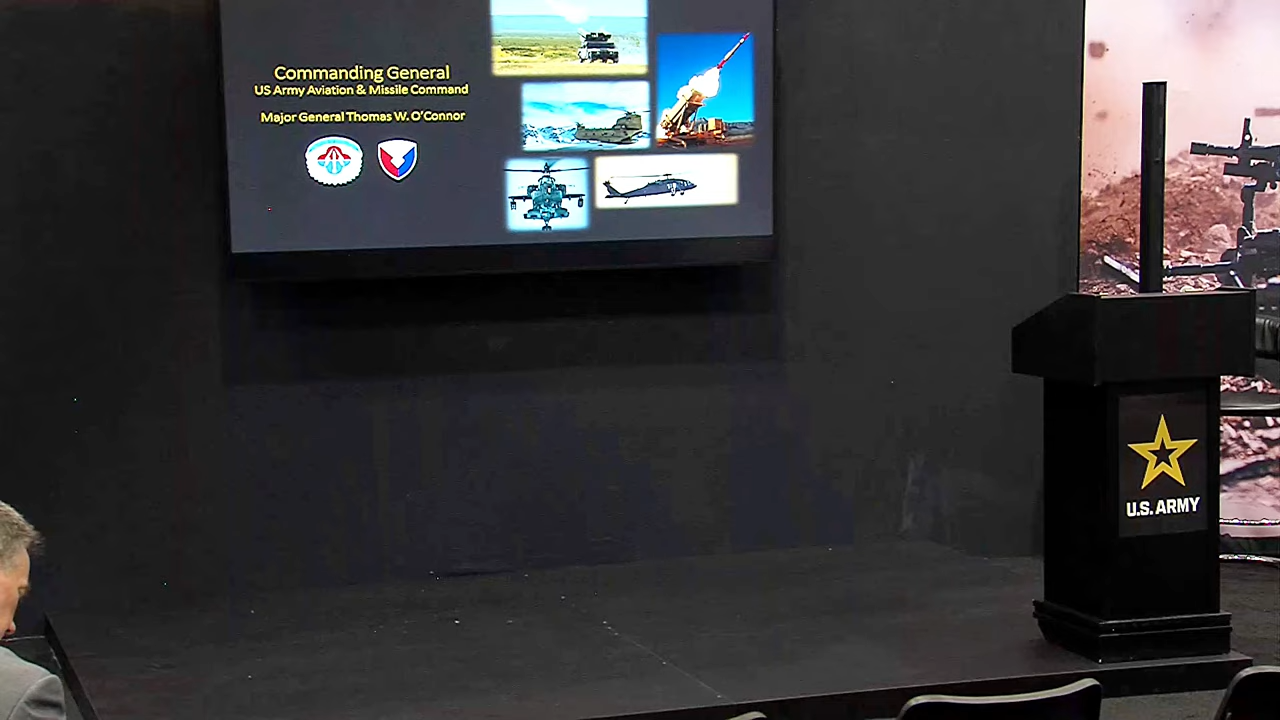 Commanding General
US Army Aviation & Missile Command
Major General Thomas W. O'Connor
U.S. ARMY